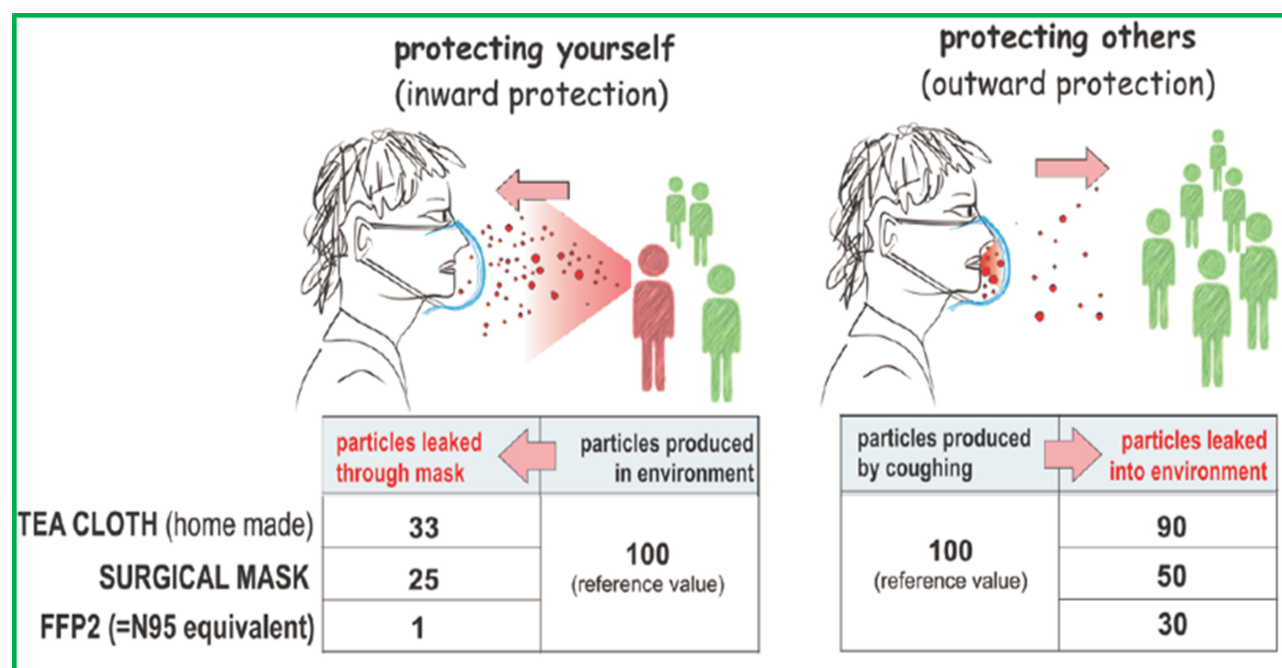 protecting yourself
(inward protection)
protecting others
(outward protection)
particles leaked
through mask
particles produced
in environment
particles produced
by coughing
particles leaked
into environment
TEA CLOTH (home made)
33
100
(reference value)
100
(reference value)
90
SURGICAL MASK
25
50
FFP2 (=N95 equivalent)
1
30